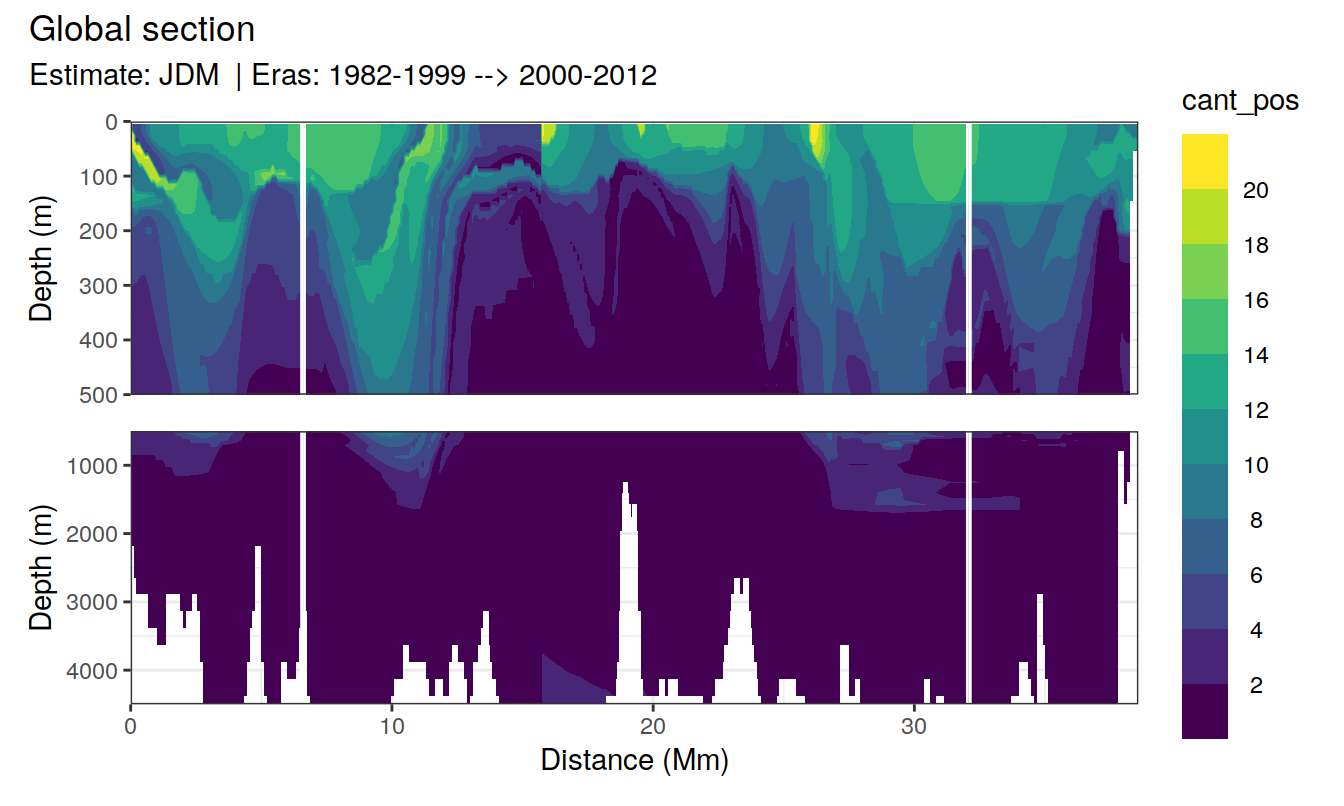 Global section
Estimate: JDM | Eras: 1982-1999 --> 2000-2012
cant_pos
20
18
16
14
12
10
8
6
4
2
Depth (m)
0
100
200
300
400
500
Depth (m)
1000
2000
3000
4000
0 10 20 30
Distance (Mm)